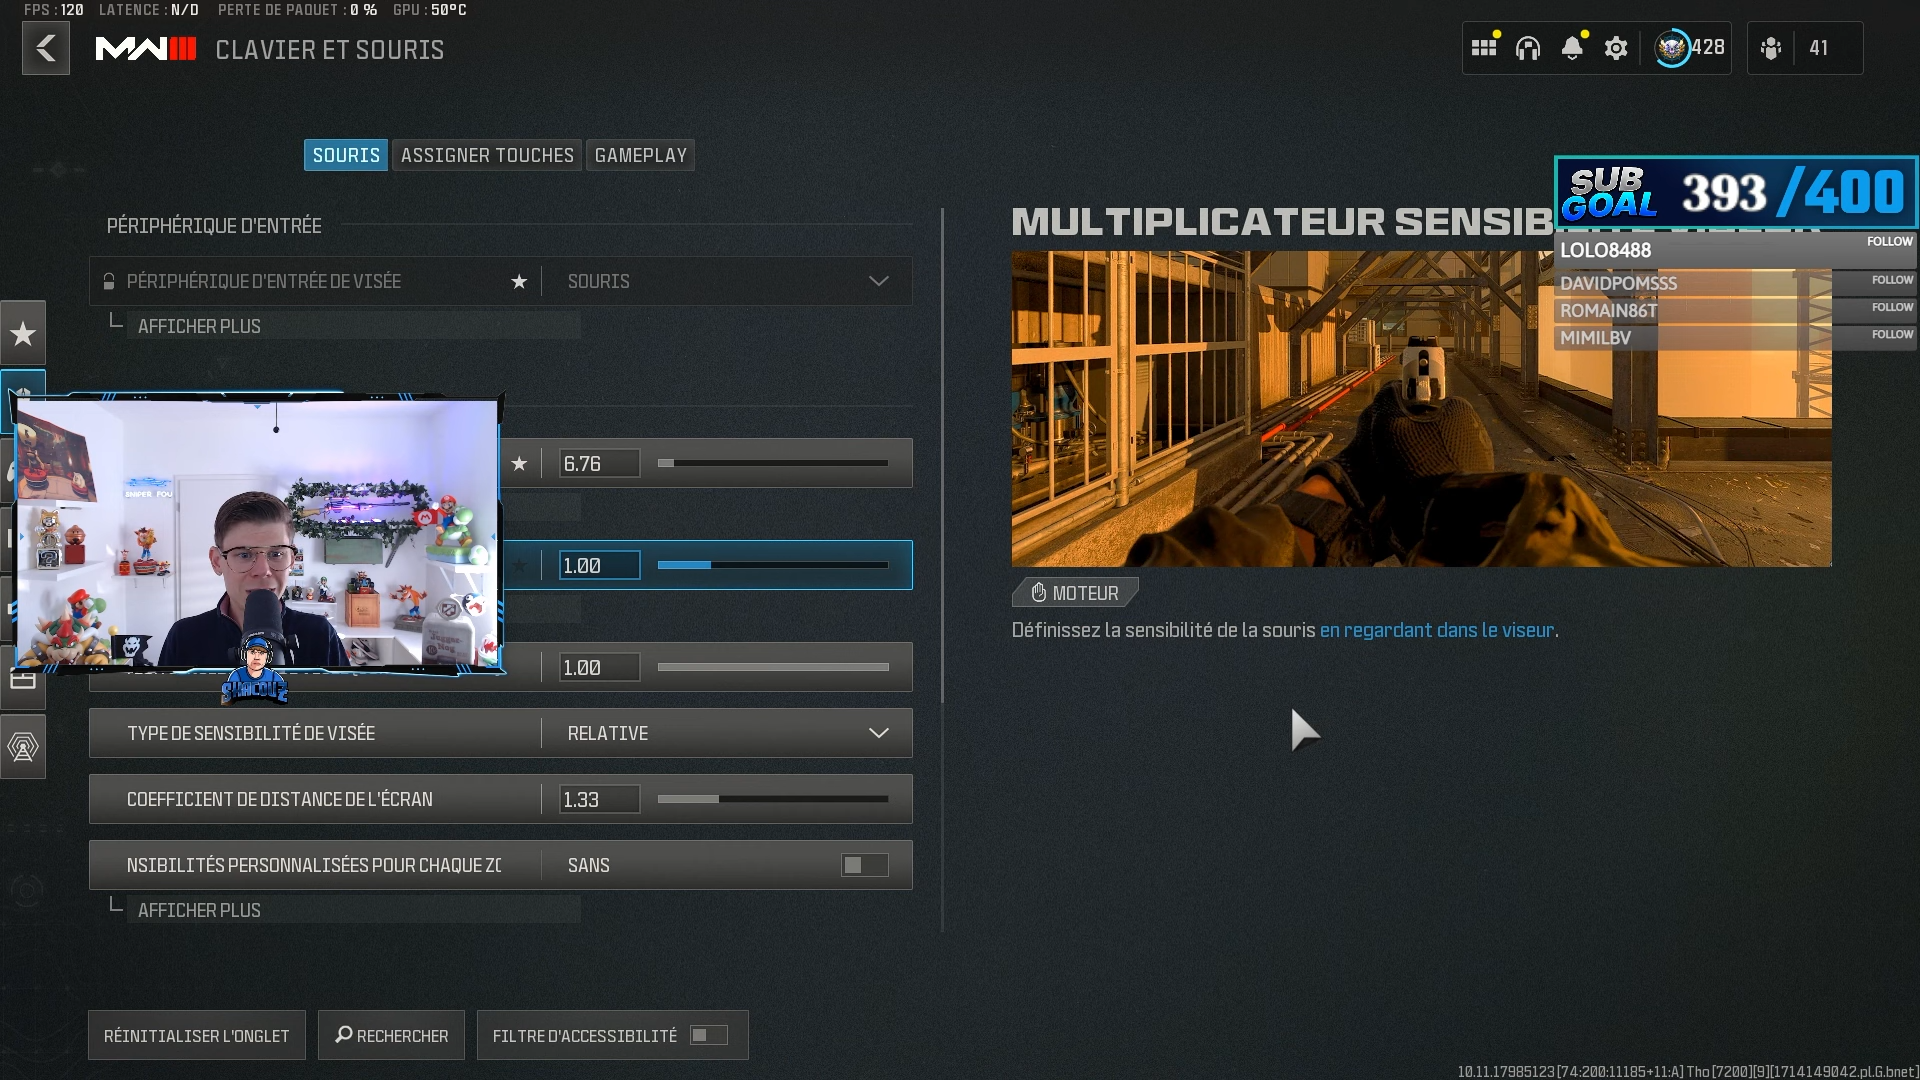 FPS : 120 LATENCE : N/D PERTE DE PAQUET : 0 % GPU : 50°C
MWIII CLAVIER ET SOURIS
428
41
SOURIS ASSIGNER TOUCHES GAMEPLAY
PÉRIPHÉRIQUE D'ENTRÉE
PÉRIPHÉRIQUE D'ENTRÉE DE VISÉE SOURIS
AFFICHER PLUS
6.76
1.00
1.00
TYPE DE SENSIBILITÉ DE VISÉE RELATIVE
COEFFICIENT DE DISTANCE DE L'ÉCRAN 1.33
NSIBILITÉS PERSONNALISÉES POUR CHAQUE ZO SANS
AFFICHER PLUS
RÉINITIALISER L'ONGLET RECHERCHER FILTRE D'ACCESSIBILITÉ
SNIPER FOU
SKACOUZ
MULTIPLICATEUR SENSIB
SUB GOAL 393 /400
LOLO8488 FOLLOW
DAVIDPOMSSS FOLLOW
ROMAIN86T FOLLOW
MIMILBV FOLLOW
MOTEUR
Définissez la sensibilité de la souris en regardant dans le viseur.
10.11.17985123 [74:200:11185+11:A] Tho [7200][9][1714149042.pl.G.bnet]